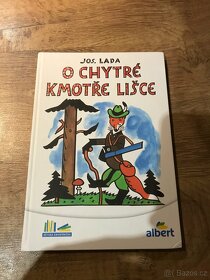 JOS. LADA
O CHYTRÉ
KMOTŘE LIŠCE
albert